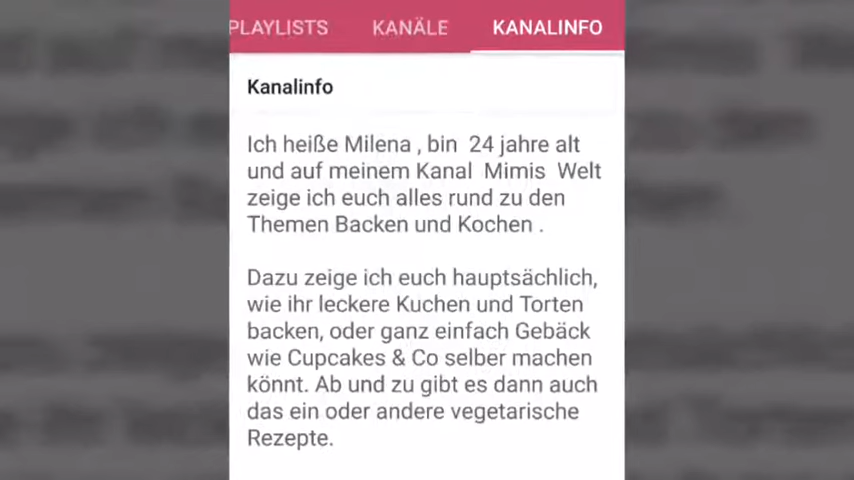 PLAYLISTS KANÄLE KANALINFO
Kanalinfo
Ich heiße Milena , bin 24 jahre alt
und auf meinem Kanal Mimis Welt
zeige ich euch alles rund zu den
Themen Backen und Kochen .
Dazu zeige ich euch hauptsächlich,
wie ihr leckere Kuchen und Torten
backen, oder ganz einfach Gebäck
wie Cupcakes & Co selber machen
könnt. Ab und zu gibt es dann auch
das ein oder andere vegetarische
Rezepte.